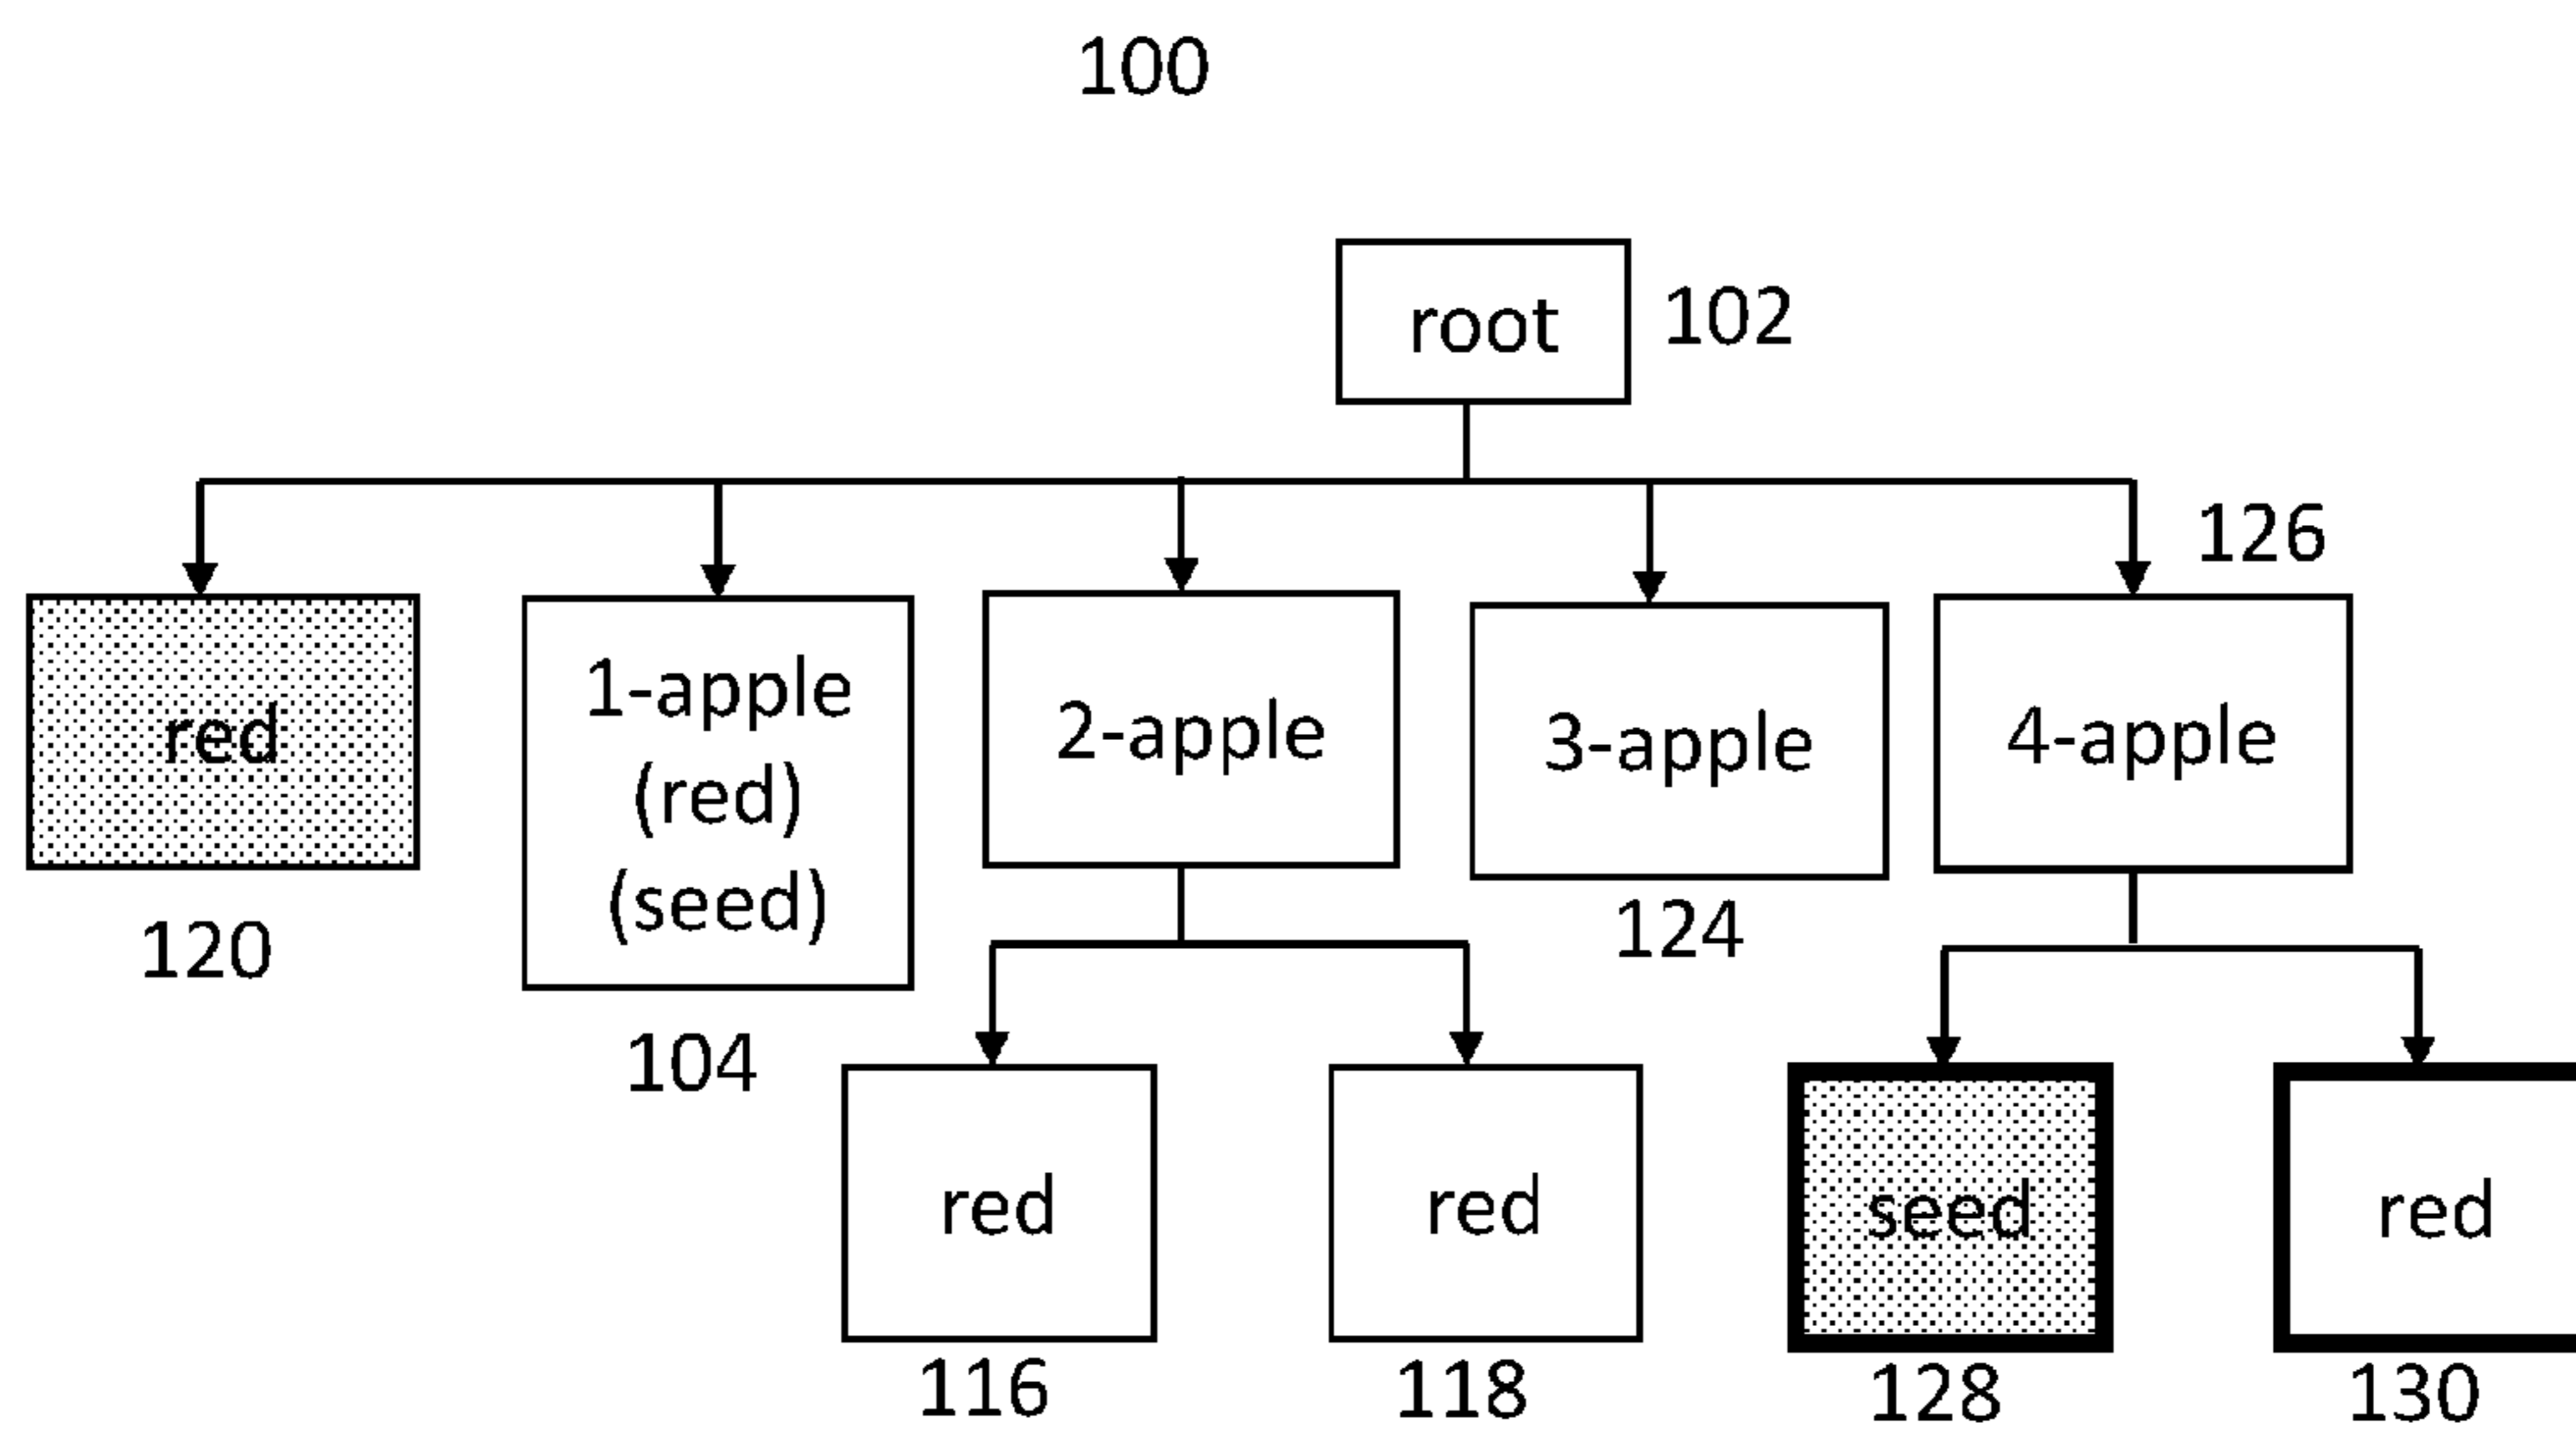 100
root
102
126
red
1-apple
(red)
(seed)
2-apple
3-apple
4-apple
120
104
124
red
red
seed
red
116
118
128
130